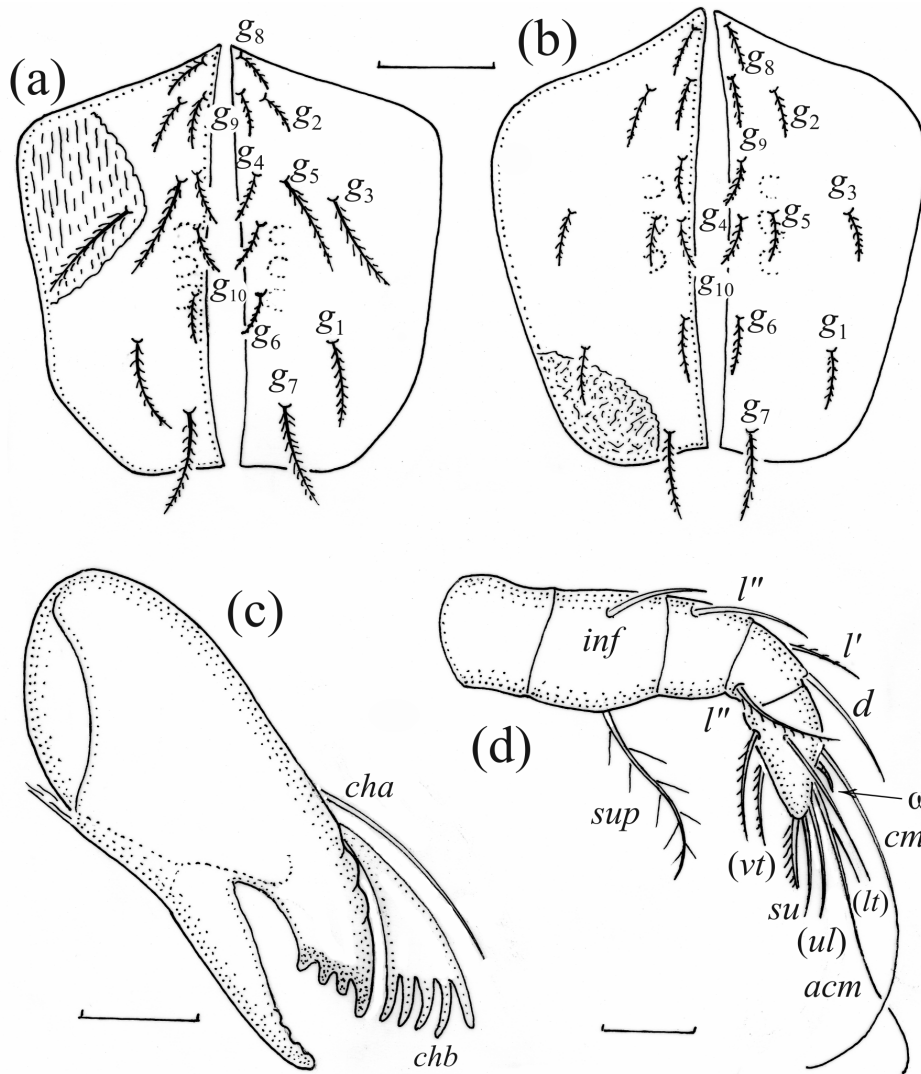 (a)
g8
g9
g2
g4
g5
g3
g10
g6
g1
g7
(b)
g8
g2
g9
g3
g4
g5
g10
g6
g1
g7
(c)
cha
chb
(d)
inf
l"
l'
l"
d
sup
ω
cm
(vt)
su
(ul)
(lt)
acm